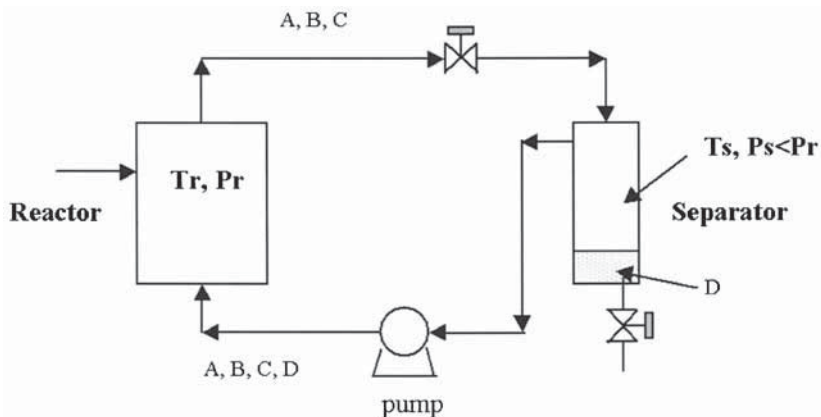 A, B, C
Tr, Pr
Ts, Ps<Pr
Reactor
Separator
D
A, B, C, D
pump